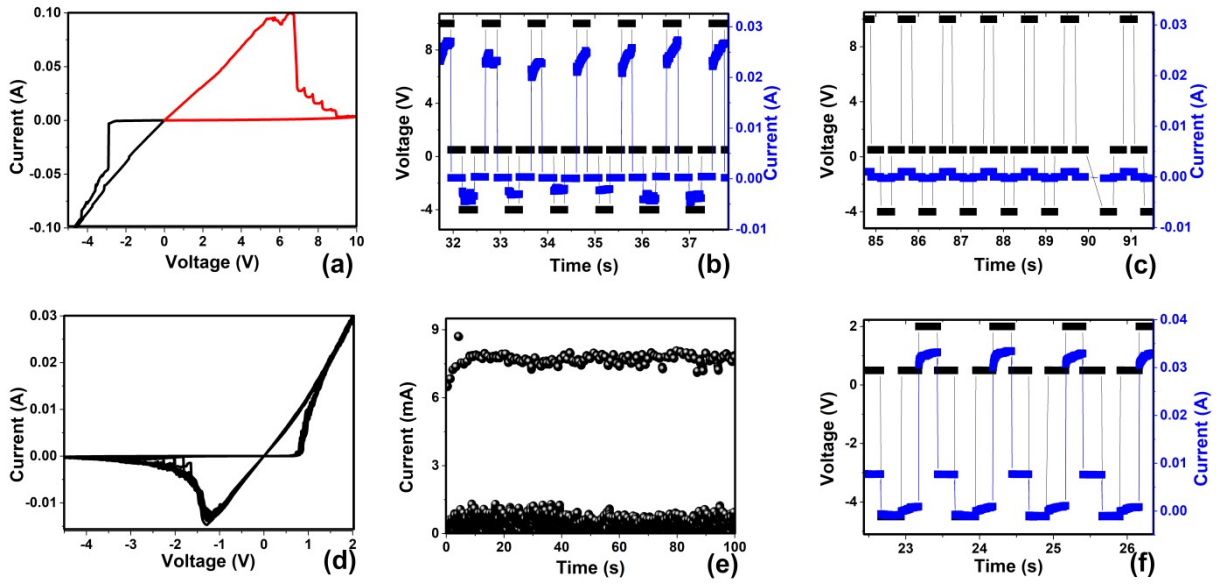 0.10
0.05
0.00
-0.05
-0.10
Current (A)
-4 -2 0 2 4 6 8 10
Voltage (V)
(a)
8
4
0
-4
Voltage (V)
32 33 34 35 36 37
Time (s)
0.03
0.02
0.01
0.00
-0.01
Current (A)
(b)
8
4
0
-4
Voltage (V)
85 86 87 88 89 90 91
Time (s)
0.03
0.02
0.01
0.00
-0.01
Current (A)
(c)
0.03
0.02
0.01
0.00
-0.01
Current (A)
-4 -3 -2 -1 0 1 2
Voltage (V)
(d)
9
6
3
0
Current (mA)
0 20 40 60 80 100
Time (s)
(e)
2
0
-2
-4
Voltage (V)
23 24 25 26
Time (s)
0.04
0.03
0.02
0.01
0.00
Current (A)
(f)